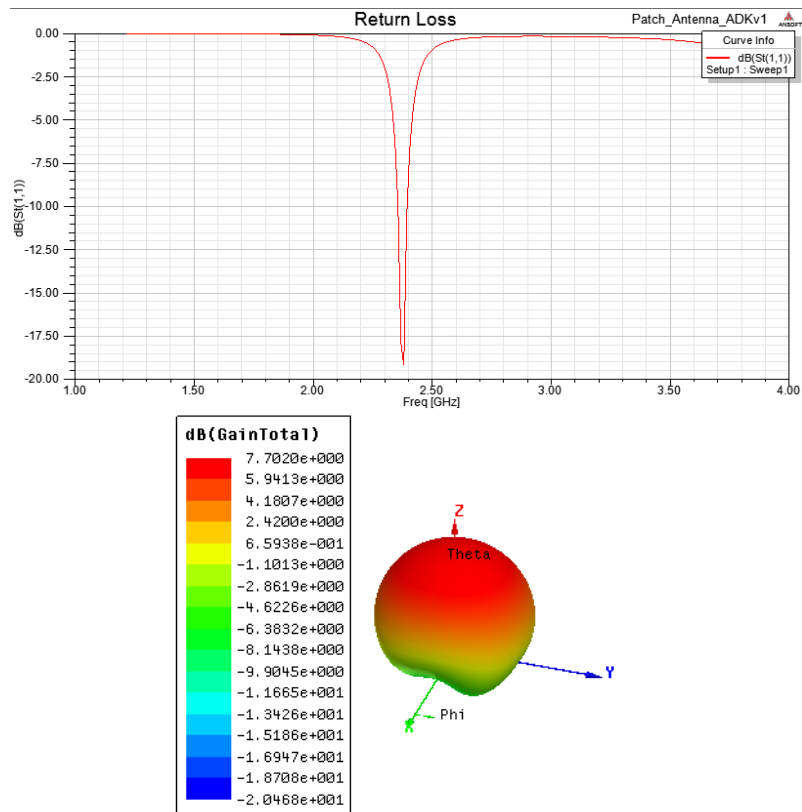 Return Loss
Patch_Antenna_ADKv1
ANSOFT
Curve Info
dB(St(1,1))
Setup1 : Sweep1
0.00
-2.50
-5.00
-7.50
-10.00
-12.50
-15.00
-17.50
-20.00
dB(St(1,1))
1.00 1.50 2.00 2.50 3.00 3.50 4.00
Freq [GHz]
dB(GainTotal)
7.7020e+000
5.9413e+000
4.1807e+000
2.4200e+000
6.5938e-001
-1.1013e+000
-2.8619e+000
-4.6226e+000
-6.3832e+000
-8.1438e+000
-9.9045e+000
-1.1665e+001
-1.3426e+001
-1.5186e+001
-1.6947e+001
-1.8708e+001
-2.0468e+001
Z
Theta
Y
X
Phi